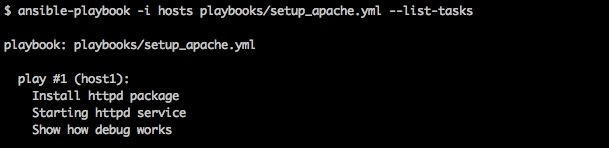 $ ansible-playbook -i hosts playbooks/setup_apache.yml --list-tasks
playbook: playbooks/setup_apache.yml
play #1 (host1):
Install httpd package
Starting httpd service
Show how debug works